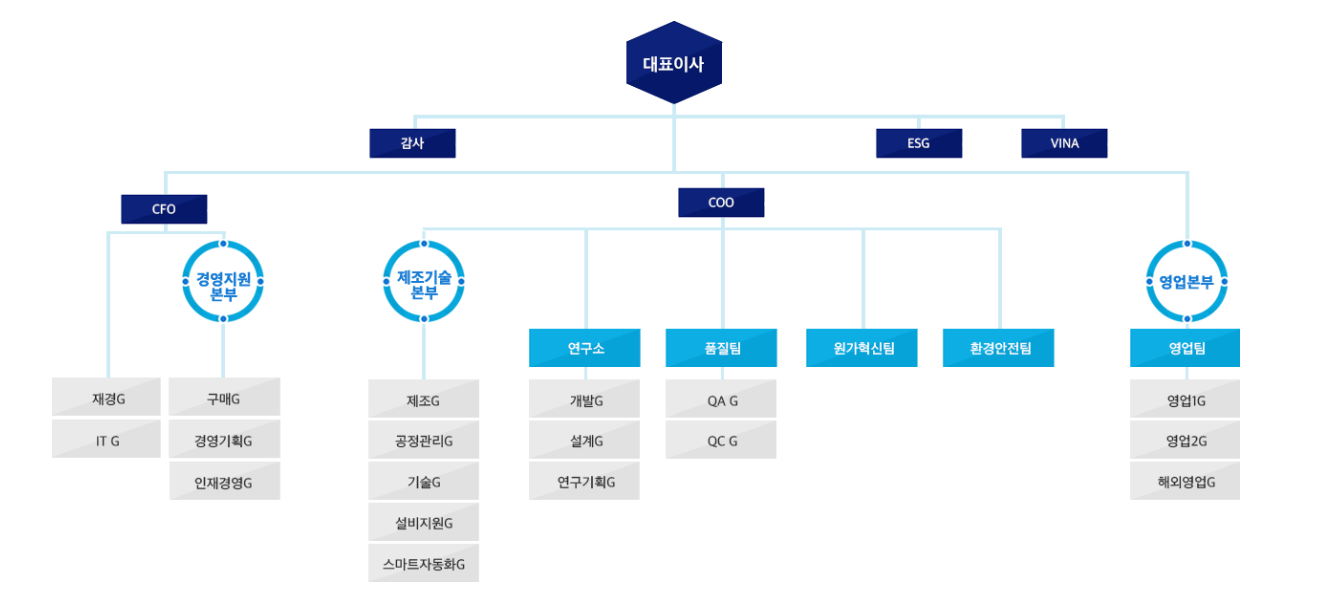 대표이사
감사
ESG
VINA
CFO
COO
경영지원
본부
제조기술
본부
영업본부
연구소
품질팀
원가혁신팀
환경안전팀
영업팀
재경G
IT G
구매G
경영기획G
인재경영G
제조G
공정관리G
기술G
설비지원G
스마트자동화G
개발G
설계G
연구기획G
QA G
QC G
영업1G
영업2G
해외영업G